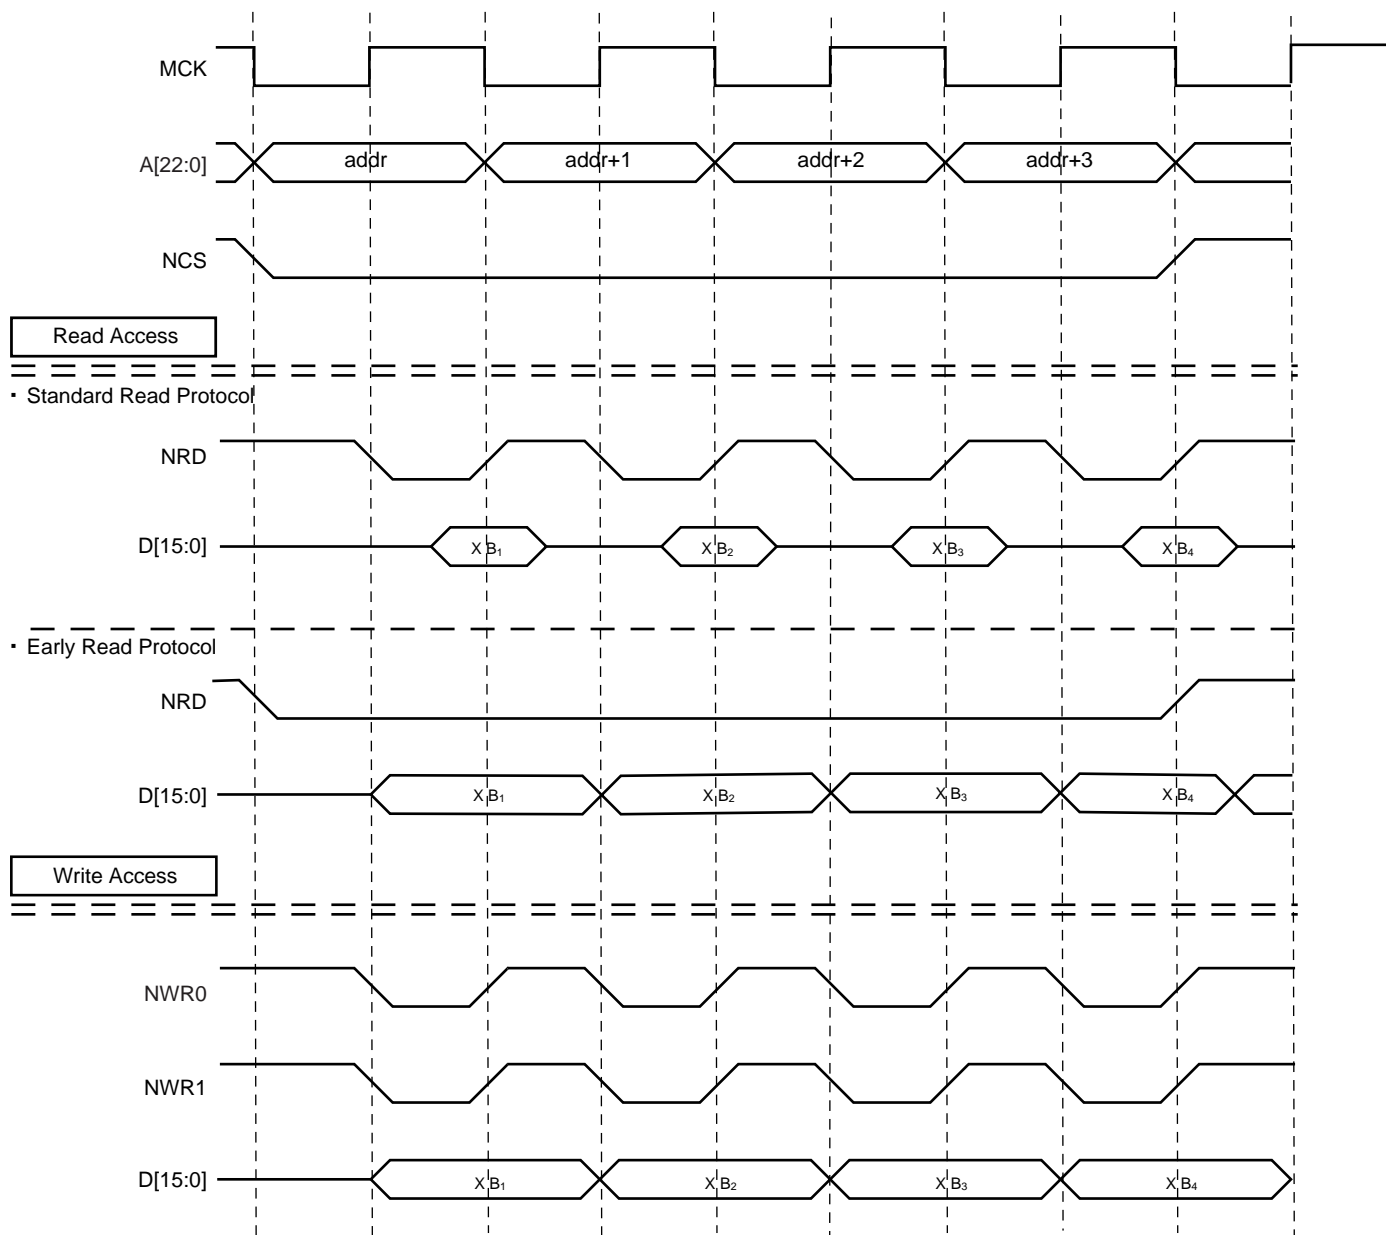 MCK
A[22:0] addr addr+1 addr+2 addr+3
NCS
Read Access
· Standard Read Protocol
NRD
D[15:0] X B₁ X B₂ X B₃ X B₄
· Early Read Protocol
NRD
D[15:0] X B₁ X B₂ X B₃ X B₄
Write Access
NWR0
NWR1
D[15:0] X B₁ X B₂ X B₃ X B₄